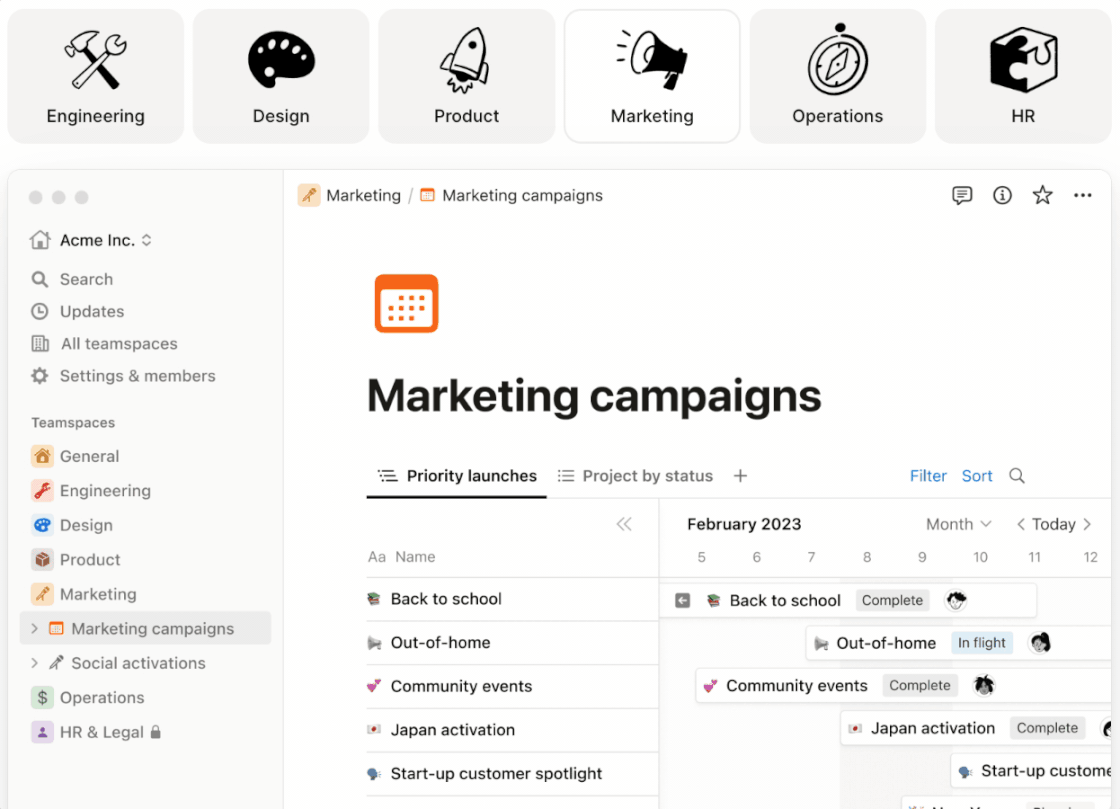 Engineering
Design
Product
Marketing
Operations
HR
Marketing / Marketing campaigns
Acme Inc.
Search
Updates
All teamspaces
Settings & members
Teamspaces
General
Engineering
Design
Product
Marketing
Marketing campaigns
Social activations
Operations
HR & Legal
Marketing campaigns
Priority launches
Project by status
Filter
Sort
February 2023
Month
Today
Aa Name
5 6 7 8 9 10 11 12
Back to school
Back to school Complete
Out-of-home
Out-of-home In flight
Community events
Community events Complete
Japan activation
Japan activation Complete
Start-up customer spotlight
Start-up custome